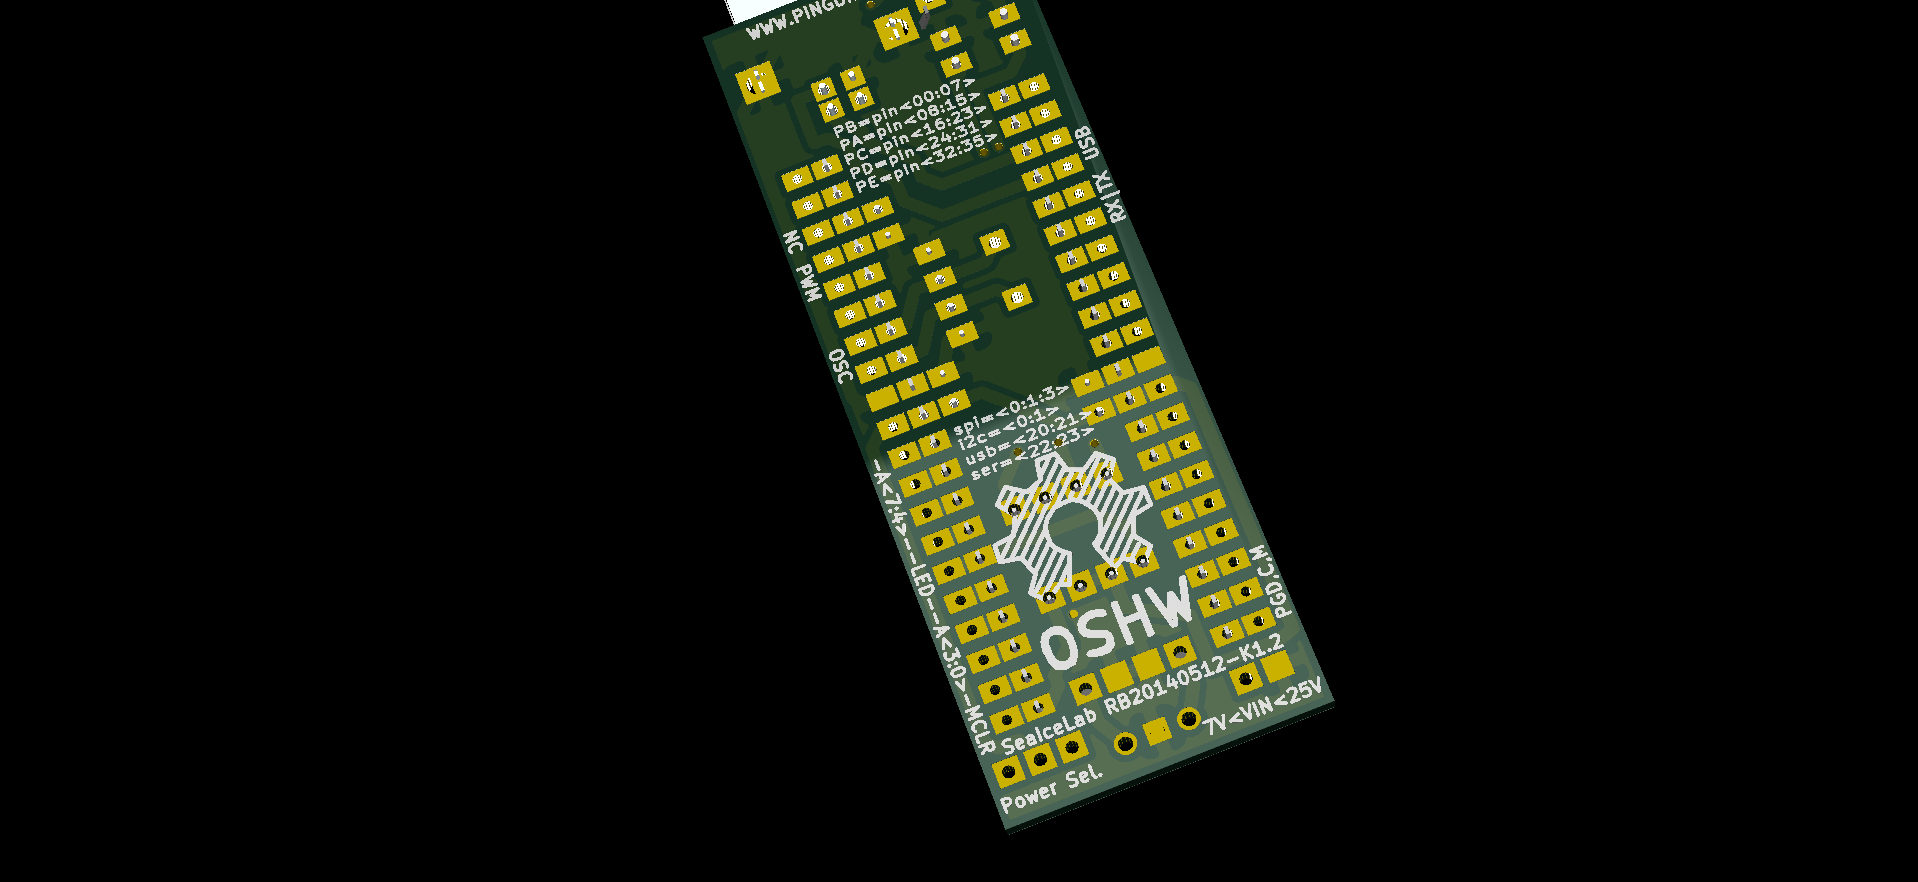 WWW.PINGU
PB=pin<00:07>
PA=pin<08:15>
PC=pin<16:23>
PD=pin<24:31>
PE=pin<32:35>
USB
RX|TX
NC PWM
OSC
spi=<0:1:3>
i2c=<0:1>
usb=<20:21>
ser=<22:23>
-A<7:4>--LED--A<3:0>-MCLR
PGD.C.M
OSHW
SeaIceLab RB20140512-K1.2
7V<VIN<25V
Power Sel.